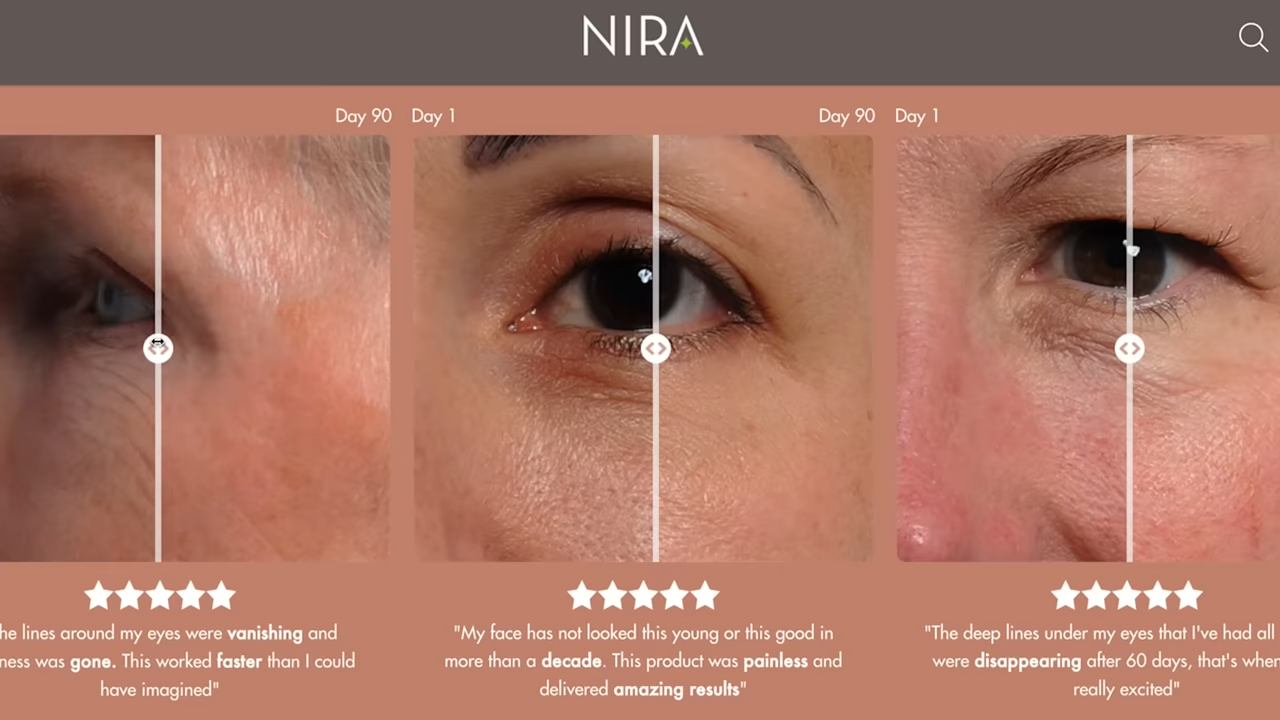 NIRA
Day 90
Day 1
Day 90
Day 1
he lines around my eyes were vanishing and
ness was gone. This worked faster than I could
have imagined"
"My face has not looked this young or this good in
more than a decade. This product was painless and
delivered amazing results"
"The deep lines under my eyes that I've had all
were disappearing after 60 days, that's when
really excited"